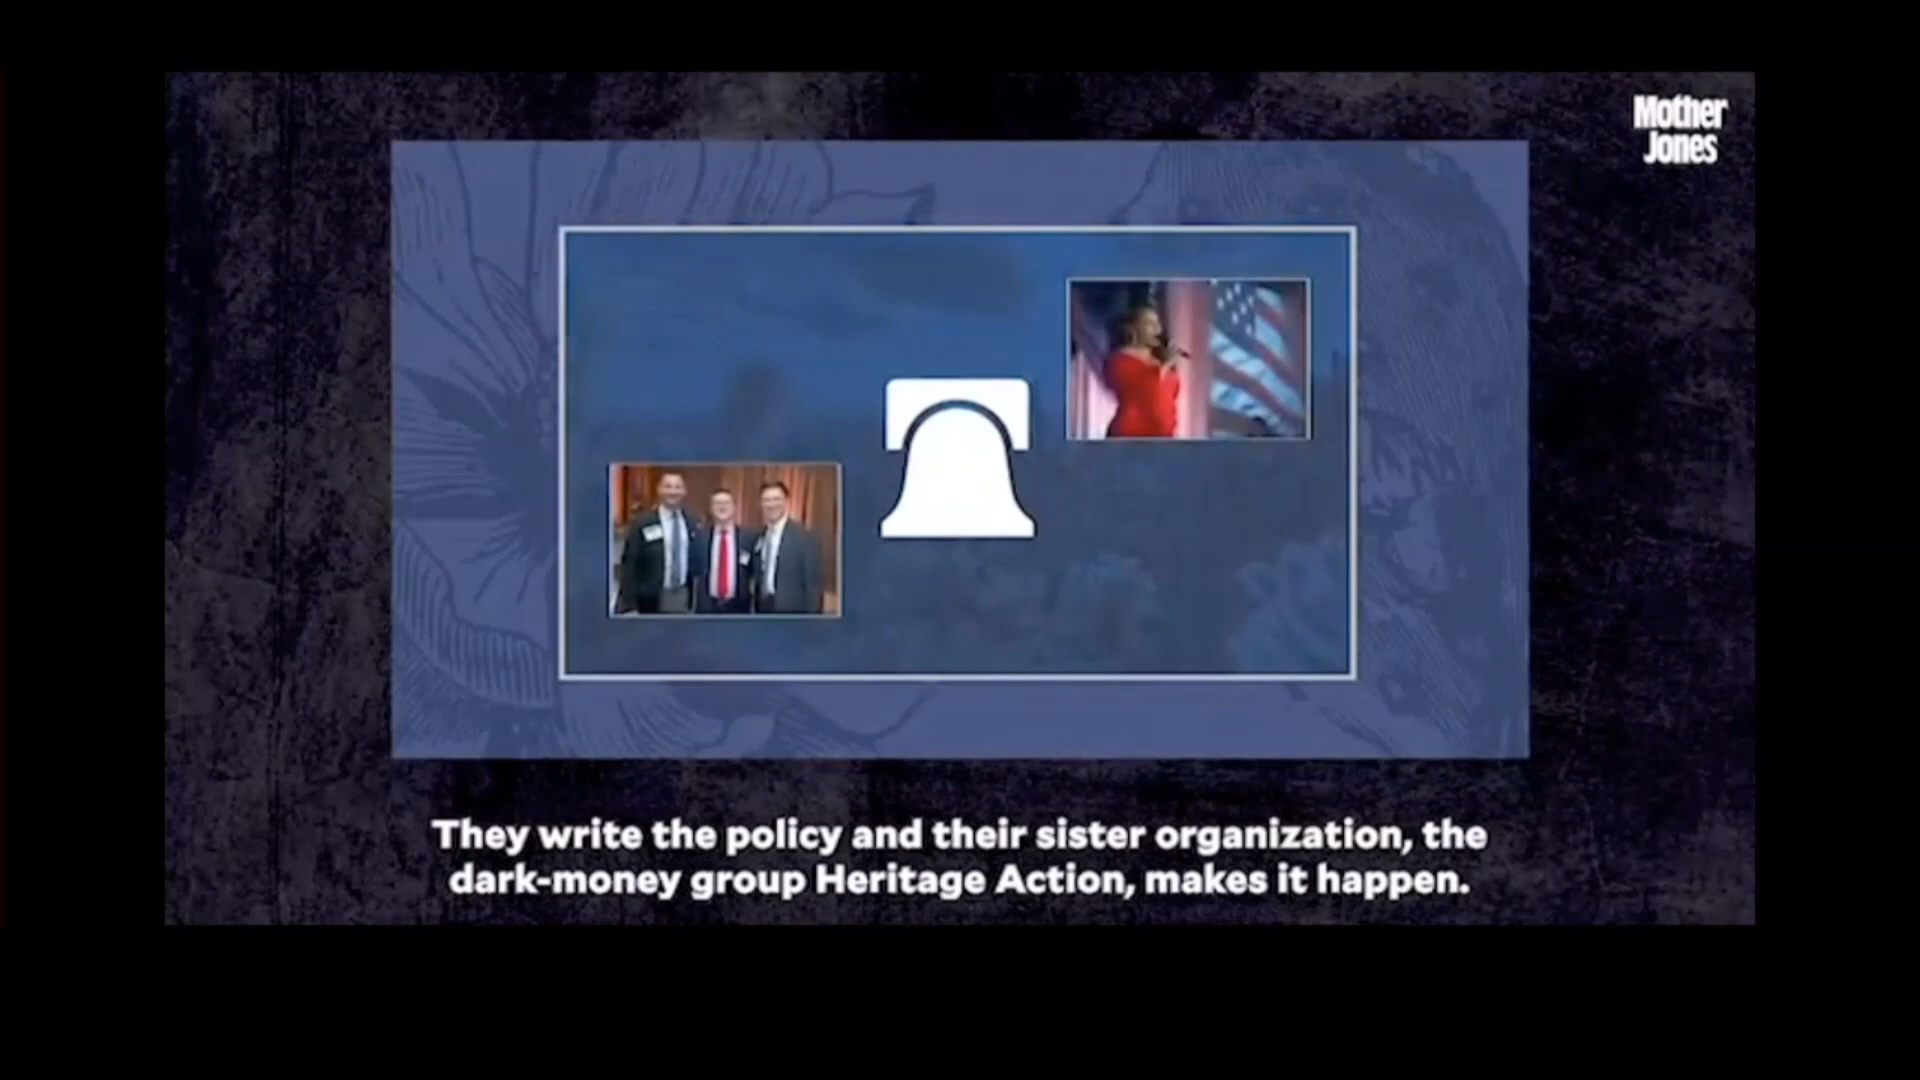 Mother
Jones
They write the policy and their sister organization, the
dark-money group Heritage Action, makes it happen.